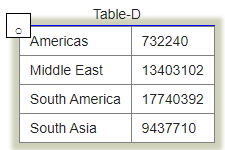 Table-D
Americas 732240
Middle East 13403102
South America 17740392
South Asia 9437710